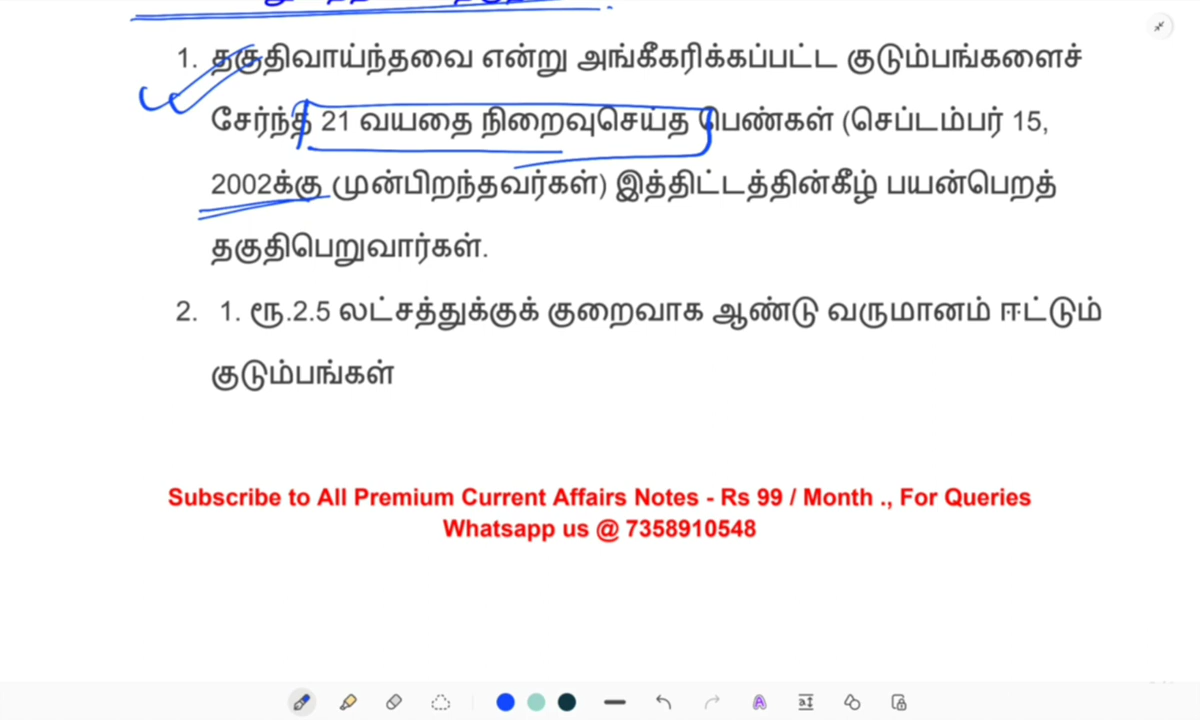 1. தகுதிவாய்ந்தவை என்று அங்கீகரிக்கப்பட்ட குடும்பங்களைச்
சேர்ந்த 21 வயதை நிறைவுசெய்த பெண்கள் (செப்டம்பர் 15,
2002க்கு முன்பிறந்தவர்கள்) இத்திட்டத்தின்கீழ் பயன்பெறத்
தகுதிபெறுவார்கள்.
2. 1. ரூ.2.5 லட்சத்துக்குக் குறைவாக ஆண்டு வருமானம் ஈட்டும்
குடும்பங்கள்
Subscribe to All Premium Current Affairs Notes - Rs 99 / Month ., For Queries
Whatsapp us @ 7358910548